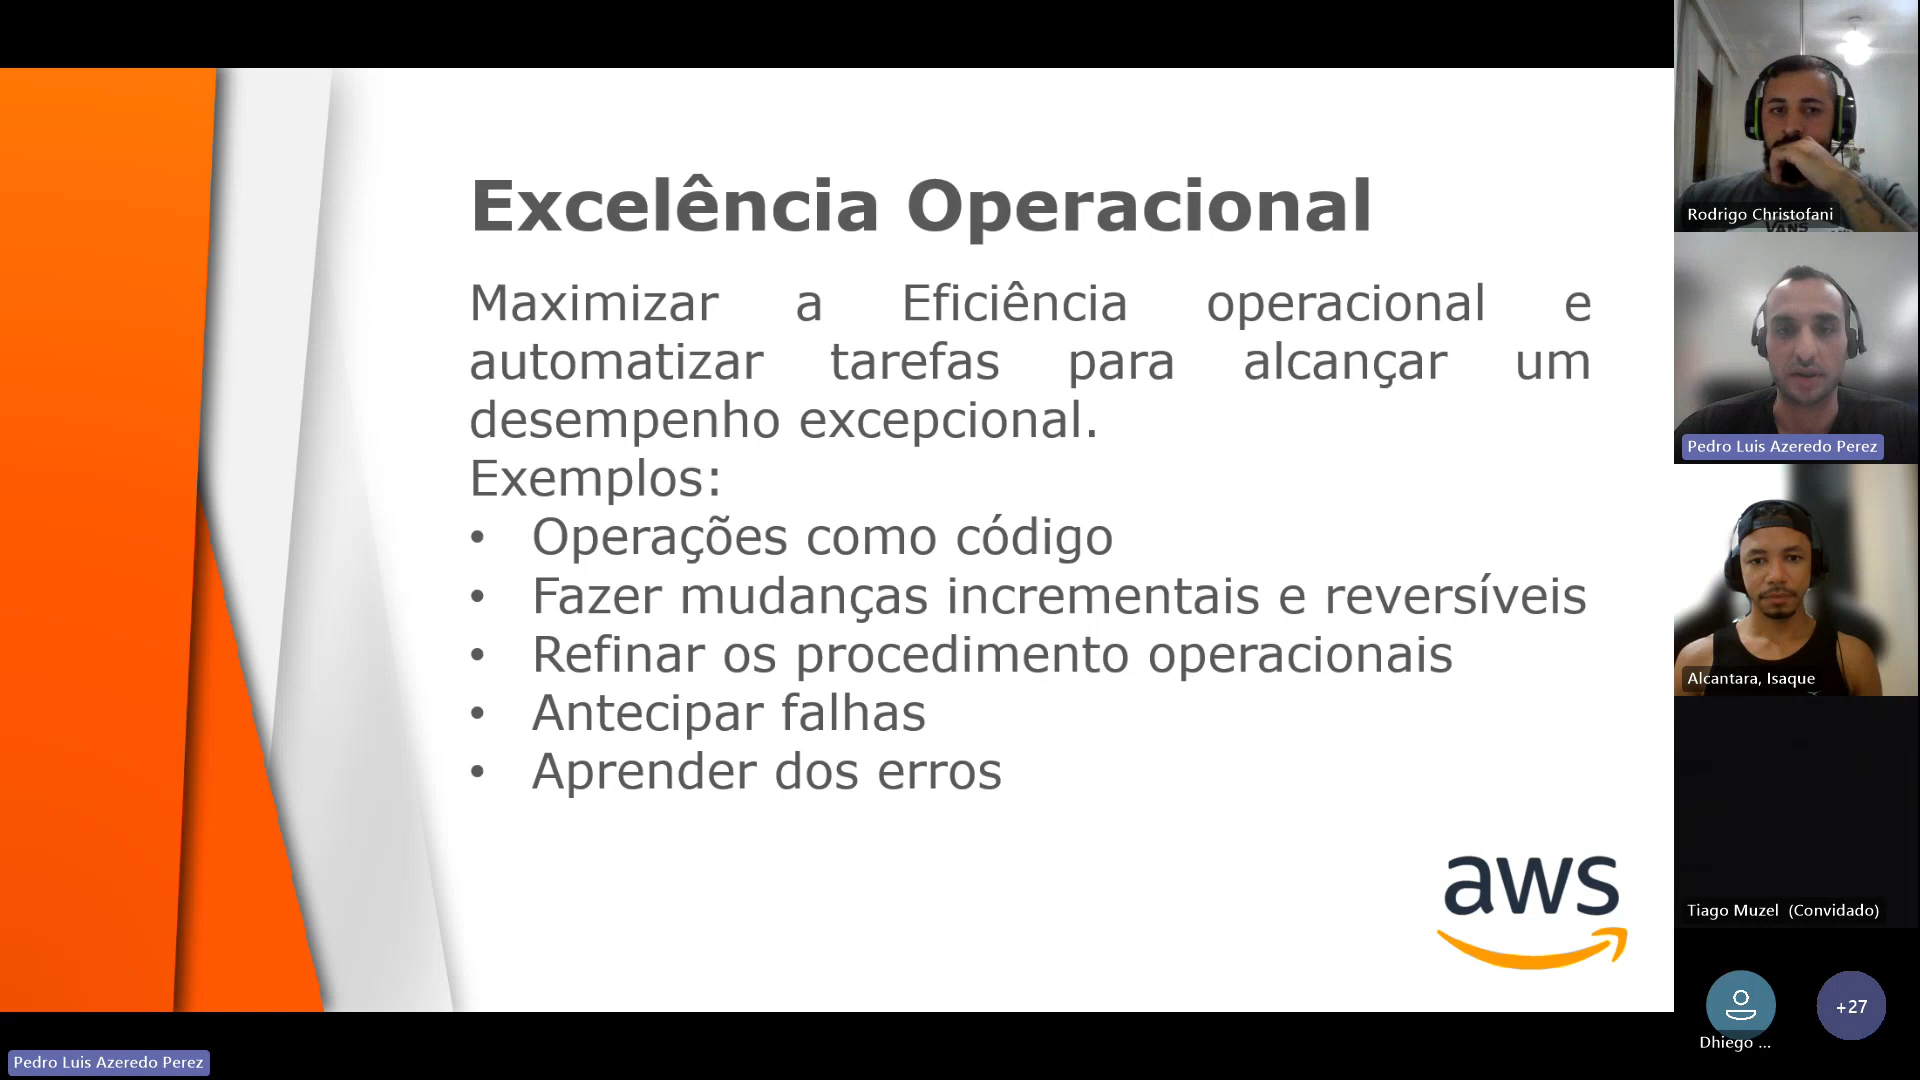 Excelência Operacional
Maximizar a Eficiência operacional e
automatizar tarefas para alcançar um
desempenho excepcional.
Exemplos:
• Operações como código
• Fazer mudanças incrementais e reversíveis
• Refinar os procedimento operacionais
• Antecipar falhas
• Aprender dos erros
aws
Rodrigo Christofani
VANS
Pedro Luis Azeredo Perez
Alcantara, Isaque
Tiago Muzel (Convidado)
+27
Dhiego ...
Pedro Luis Azeredo Perez